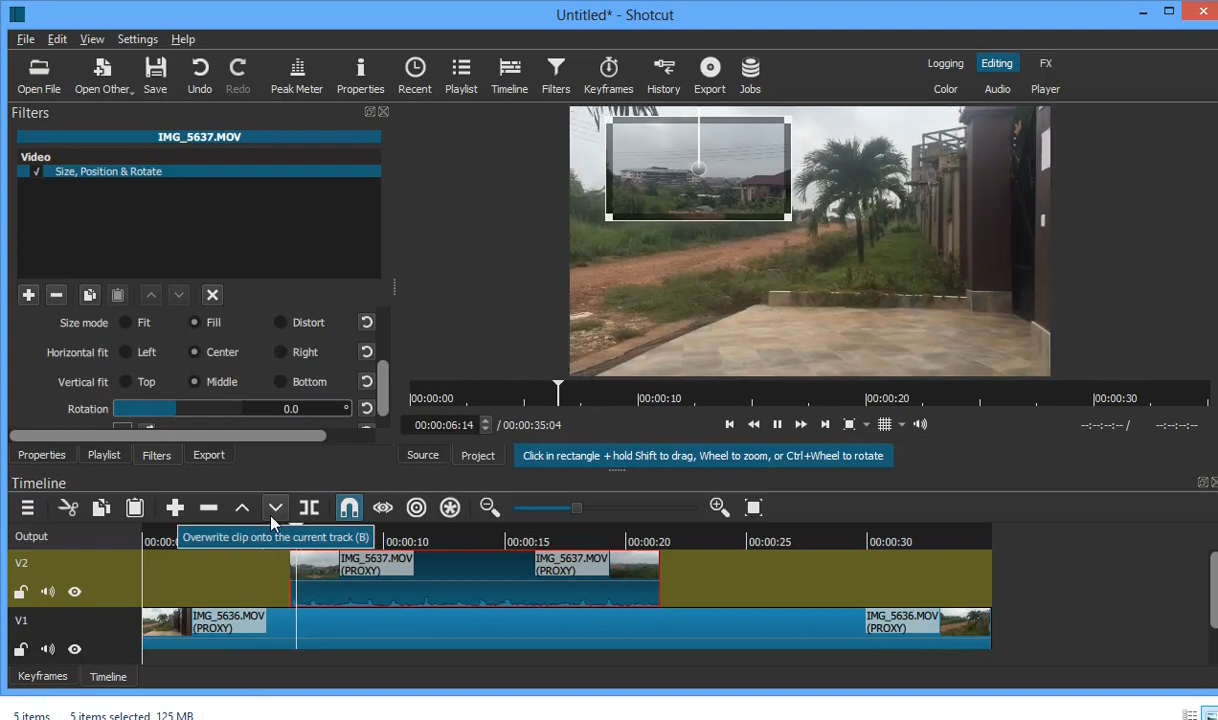 Untitled* - Shotcut
File Edit View Settings Help
Open File Open Other.. Save Undo Redo Peak Meter Properties Recent Playlist Timeline Filters Keyframes History Export Jobs
Logging Editing FX
Color Audio Player
Filters
IMG_5637.MOV
Video
Size, Position & Rotate
Size mode Fit Fill Distort
Horizontal fit Left Center Right
Vertical fit Top Middle Bottom
Rotation 0.0 °
00:00:00 00:00:10 00:00:20 00:00:30
00:00:06:14 / 00:00:35:04 --:--:--:-- / --:--:--:--
Properties Playlist Filters Export
Source Project Click in rectangle + hold Shift to drag, Wheel to zoom, or Ctrl+Wheel to rotate
Timeline
Overwrite clip onto the current track (B)
Output 00:00:10 00:00:15 00:00:20 00:00:25 00:00:30
V2
IMG_5637.MOV (PROXY) IMG_5637.MOV (PROXY)
V1
IMG_5636.MOV (PROXY) IMG_5636.MOV (PROXY)
Keyframes Timeline
5 items 5 items selected 125 MB